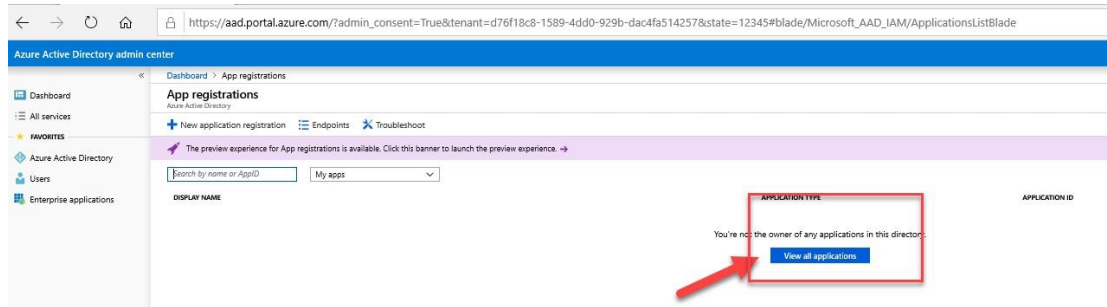 https://aad.portal.azure.com/?admin_consent=True&tenant=d76f18c8-1589-4dd0-929b-dac4fa514257&state=12345#blade/Microsoft_AAD_IAM/ApplicationsListBlade
Azure Active Directory admin center
«
Dashboard > App registrations
Dashboard
All services
FAVORITES
Azure Active Directory
Users
Enterprise applications
App registrations
Azure Active Directory
New application registration Endpoints Troubleshoot
The preview experience for App registrations is available. Click this banner to launch the preview experience. →
Search by name or AppID My apps
DISPLAY NAME APPLICATION TYPE APPLICATION ID
You're not the owner of any applications in this directory.
View all applications